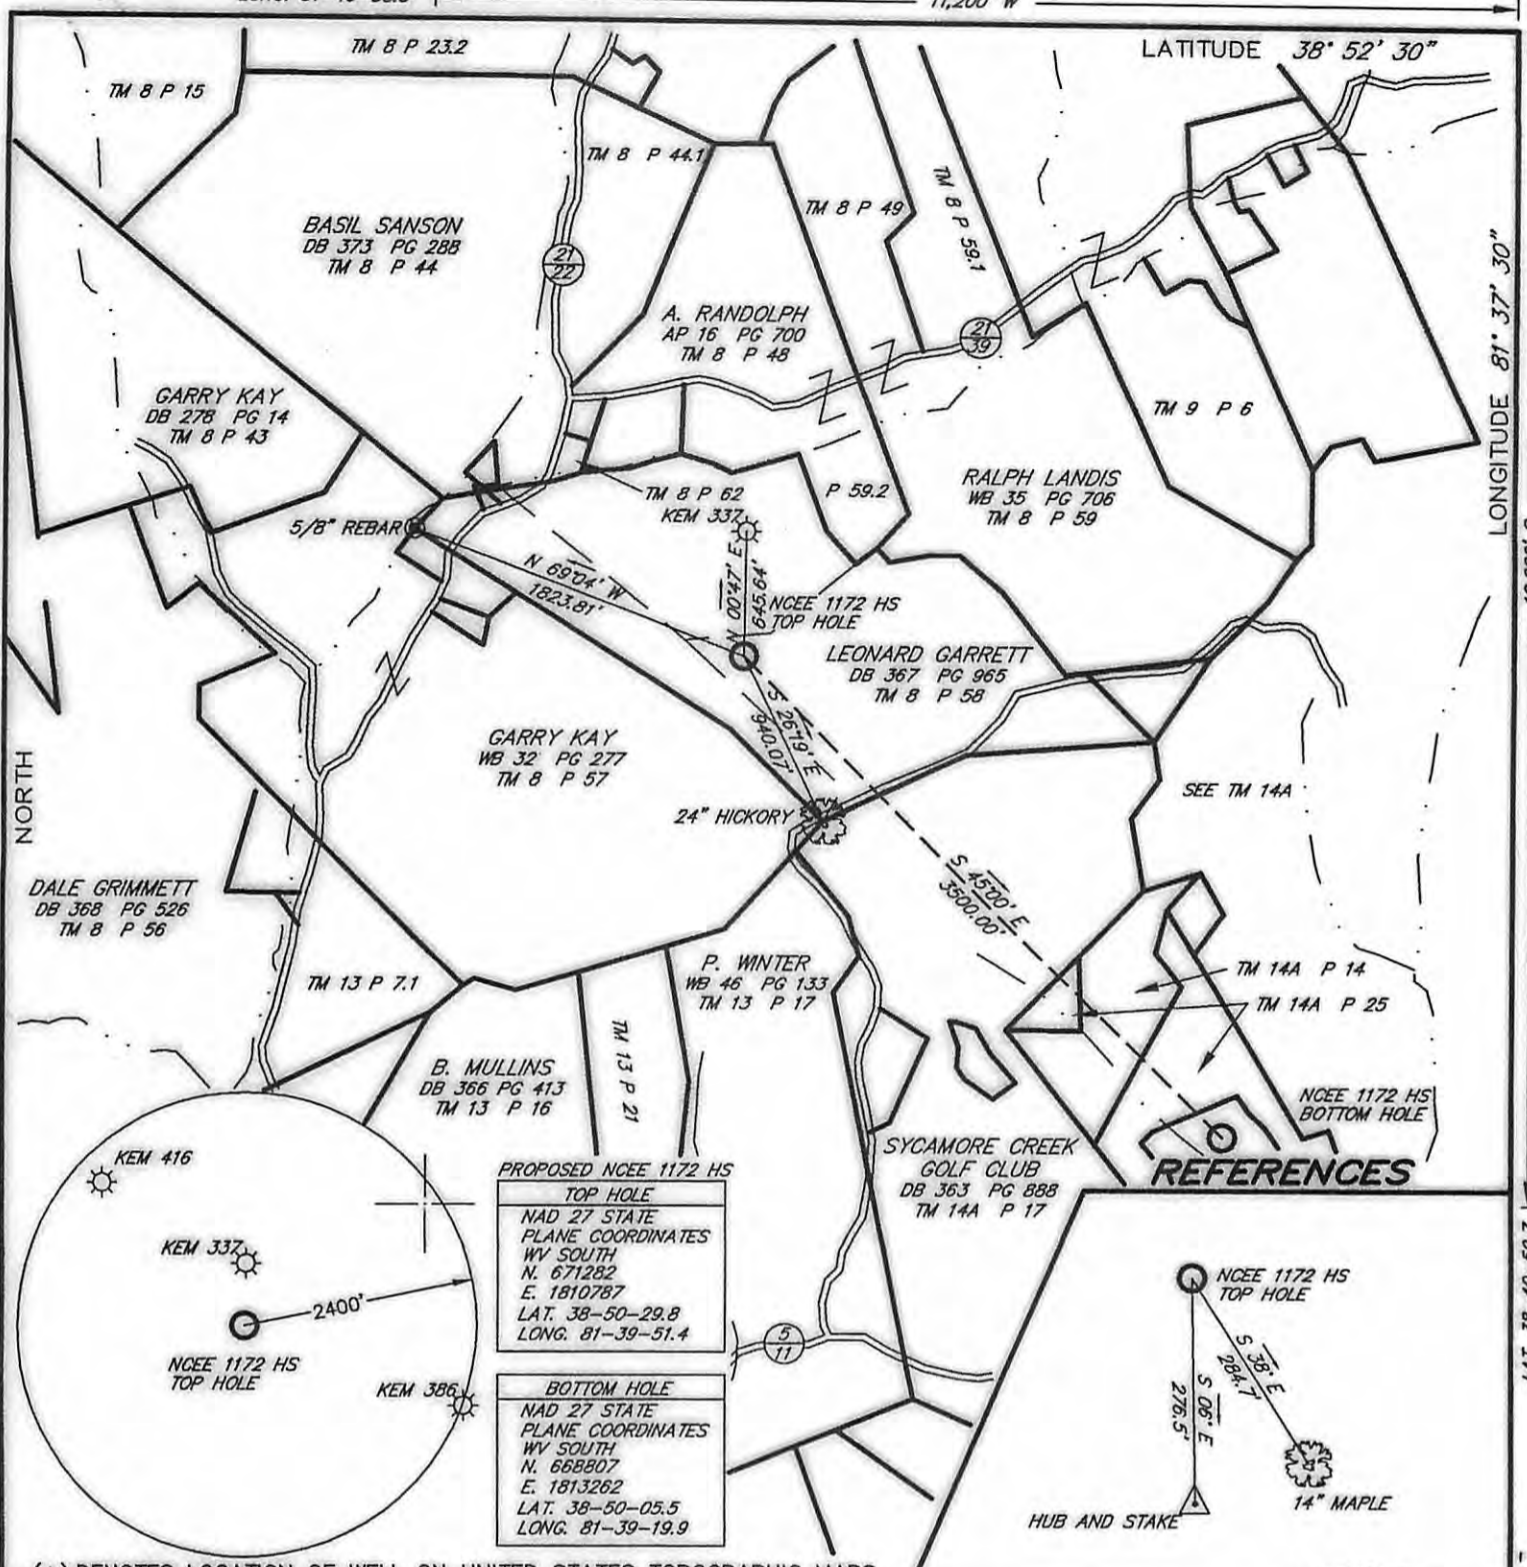 11,200' W
LATITUDE 38° 52' 30"
TM 8 P 23.2
TM 8 P 15
TM 8 P 44.1
BASIL SANSON
DB 373 PG 288
TM 8 P 44
21
22
TM 8 P 49
TM 8 P 59.1
A. RANDOLPH
AP 16 PG 700
TM 8 P 48
21
39
LONGITUDE 81° 37' 30"
GARRY KAY
DB 278 PG 14
TM 8 P 43
TM 9 P 6
TM 8 P 62
P 59.2
RALPH LANDIS
WB 35 PG 706
TM 8 P 59
KEM 337
5/8" REBAR
N 69°04' W
1823.81'
N 00°47' E
645.64'
NCEE 1172 HS
TOP HOLE
LEONARD GARRETT
DB 367 PG 965
TM 8 P 58
S 26°19' E
940.07'
GARRY KAY
WB 32 PG 277
TM 8 P 57
NORTH
SEE TM 14A
24" HICKORY
S 45°00' E
3500.00'
DALE GRIMMETT
DB 368 PG 526
TM 8 P 56
TM 13 P 7.1
P. WINTER
WB 46 PG 133
TM 13 P 17
TM 14A P 14
TM 14A P 25
TM 13 P 21
B. MULLINS
DB 366 PG 413
TM 13 P 16
NCEE 1172 HS
BOTTOM HOLE
SYCAMORE CREEK
GOLF CLUB
DB 363 PG 888
TM 14A P 17
REFERENCES
KEM 416
KEM 337
2400'
NCEE 1172 HS
TOP HOLE
KEM 386
PROPOSED NCEE 1172 HS
TOP HOLE
NAD 27 STATE
PLANE COORDINATES
WV SOUTH
N. 671282
E. 1810787
LAT. 38-50-29.8
LONG. 81-39-51.4
BOTTOM HOLE
NAD 27 STATE
PLANE COORDINATES
WV SOUTH
N. 668807
E. 1813262
LAT. 38-50-05.5
LONG. 81-39-19.9
5
11
NCEE 1172 HS
TOP HOLE
S 38° E
284.7'
S 06° E
276.5'
14" MAPLE
HUB AND STAKE
DENOTES LOCATION OF WELL ON UNITED STATES TOPOGRAPHIC MAPS